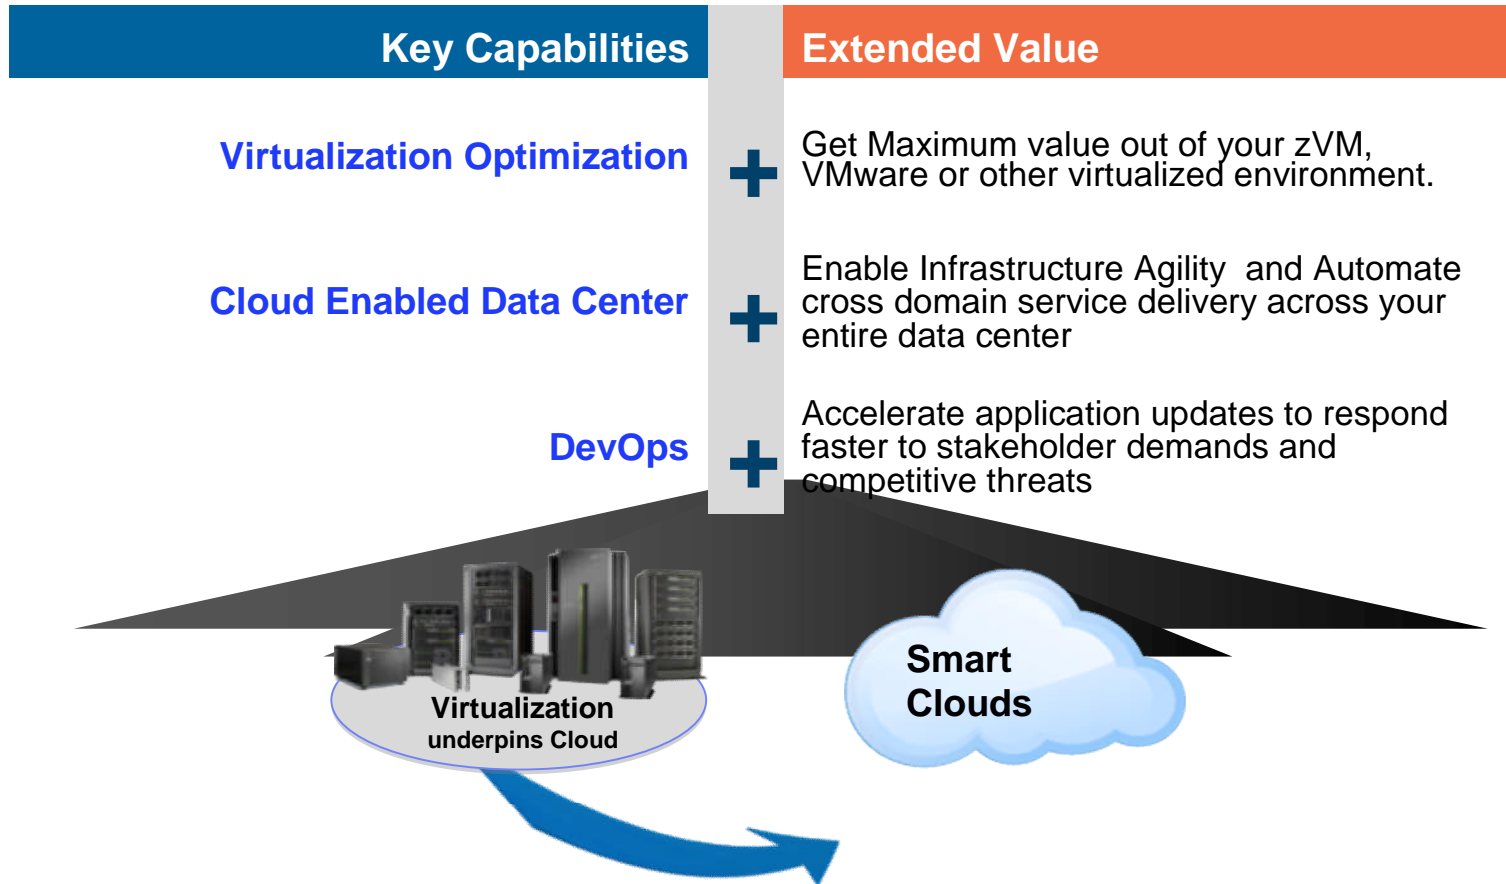 Key Capabilities
Extended Value
Virtualization Optimization
+
Get Maximum value out of your zVM,
VMware or other virtualized environment.
Cloud Enabled Data Center
+
Enable Infrastructure Agility  and Automate
cross domain service delivery across your
entire data center
DevOps
+
Accelerate application updates to respond
faster to stakeholder demands and
competitive threats
Virtualization
underpins Cloud
Smart
Clouds